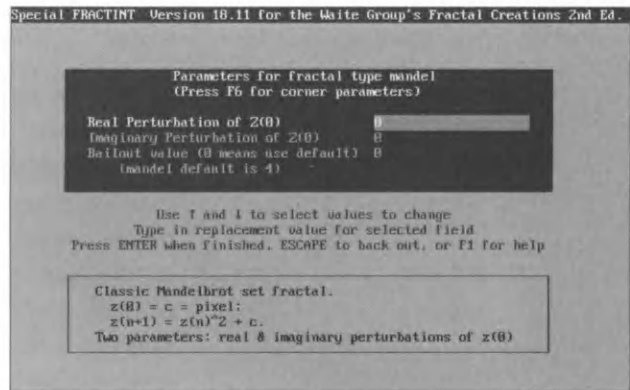 Special FRACTINT Version 18.11 for the Waite Group's Fractal Creations 2nd Ed.
Parameters for fractal type mandel
(Press F6 for corner parameters)
Real Perturbation of Z(0) 0
Imaginary Perturbation of Z(0) 0
Bailout value (0 means use default) 0
(mandel default is 4)
Use ↑ and ↓ to select values to change
Type in replacement value for selected field
Press ENTER when finished, ESCAPE to back out, or F1 for help
Classic Mandelbrot set fractal.
z(0) = c = pixel:
z(n+1) = z(n)^2 + c.
Two parameters: real & imaginary perturbations of z(0)